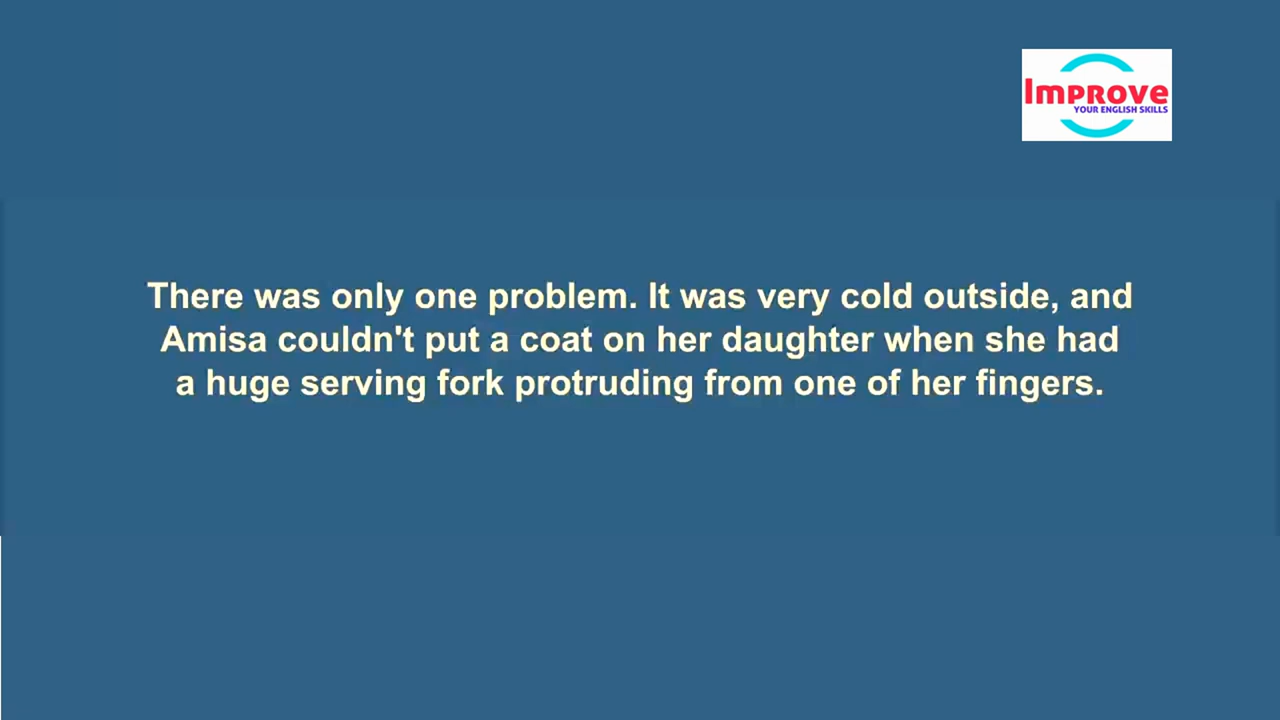 Improve
YOUR ENGLISH SKILLS
There was only one problem. It was very cold outside, and
Amisa couldn't put a coat on her daughter when she had
a huge serving fork protruding from one of her fingers.